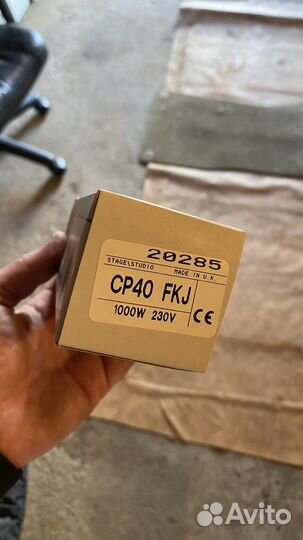 20285
STAGE\STUDIO MADE IN U.K.
CP40 FKJ
1000W 230V CE
Avito